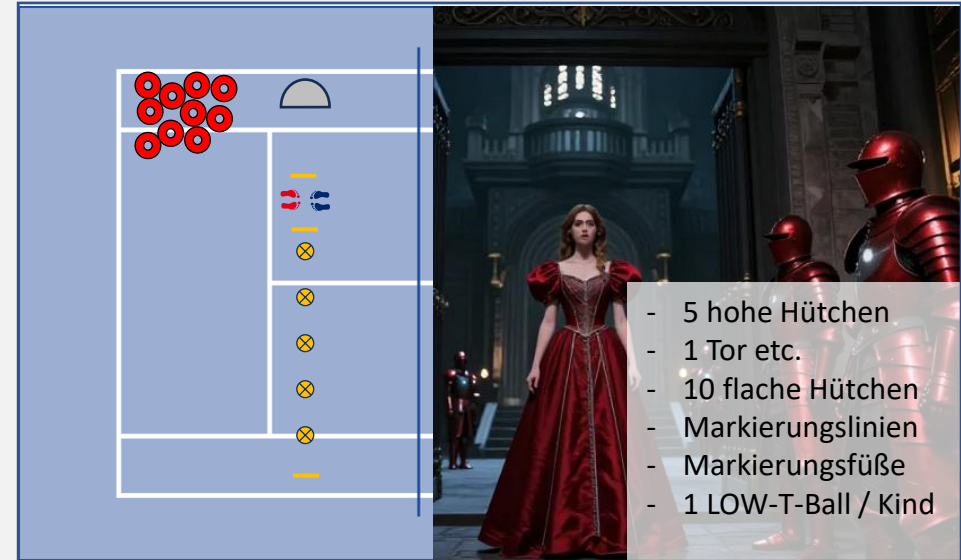 - 5 hohe Hütchen
- 1 Tor etc.
- 10 flache Hütchen
- Markierungslinien
- Markierungsfüße
- 1 LOW-T-Ball / Kind